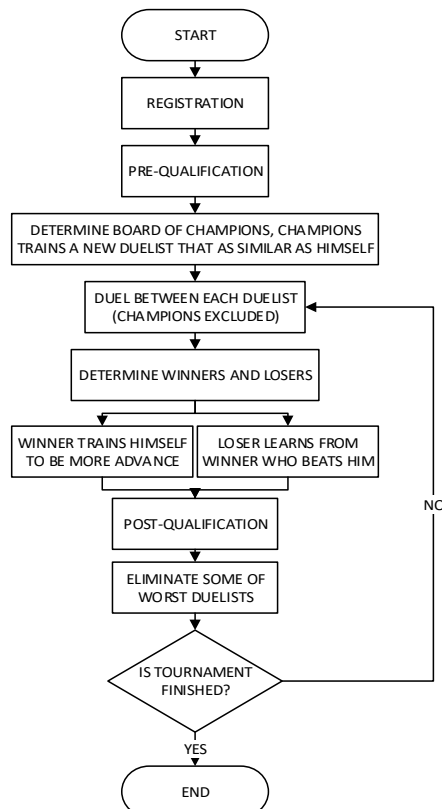 START
REGISTRATION
PRE-QUALIFICATION
DETERMINE BOARD OF CHAMPIONS, CHAMPIONS
TRAINS A NEW DUELIST THAT AS SIMILAR AS HIMSELF
DUEL BETWEEN EACH DUELIST
(CHAMPIONS EXCLUDED)
DETERMINE WINNERS AND LOSERS
WINNER TRAINS HIMSELF
TO BE MORE ADVANCE
LOSER LEARNS FROM
WINNER WHO BEATS HIM
POST-QUALIFICATION
ELIMINATE SOME OF
WORST DUELISTS
IS TOURNAMENT
FINISHED?
NO
YES
END